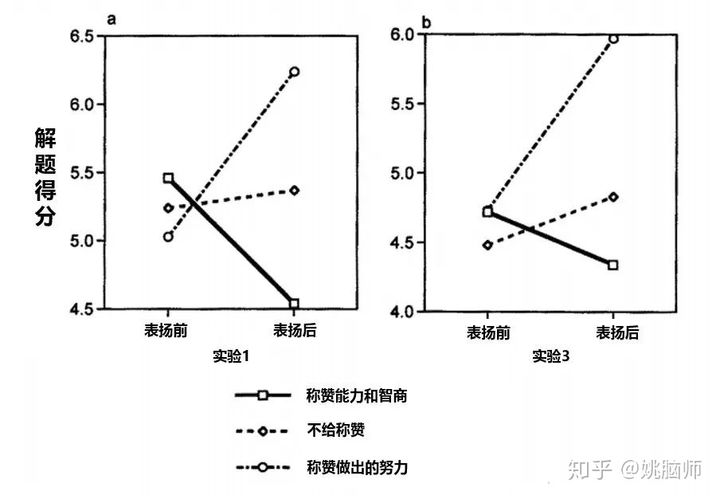 a
6.5
6.0
5.5
5.0
4.5
解题得分
表扬前
表扬后
实验1
b
6.0
5.5
5.0
4.5
4.0
表扬前
表扬后
实验3
称赞能力和智商
不给称赞
称赞做出的努力
知乎 @姚脑师